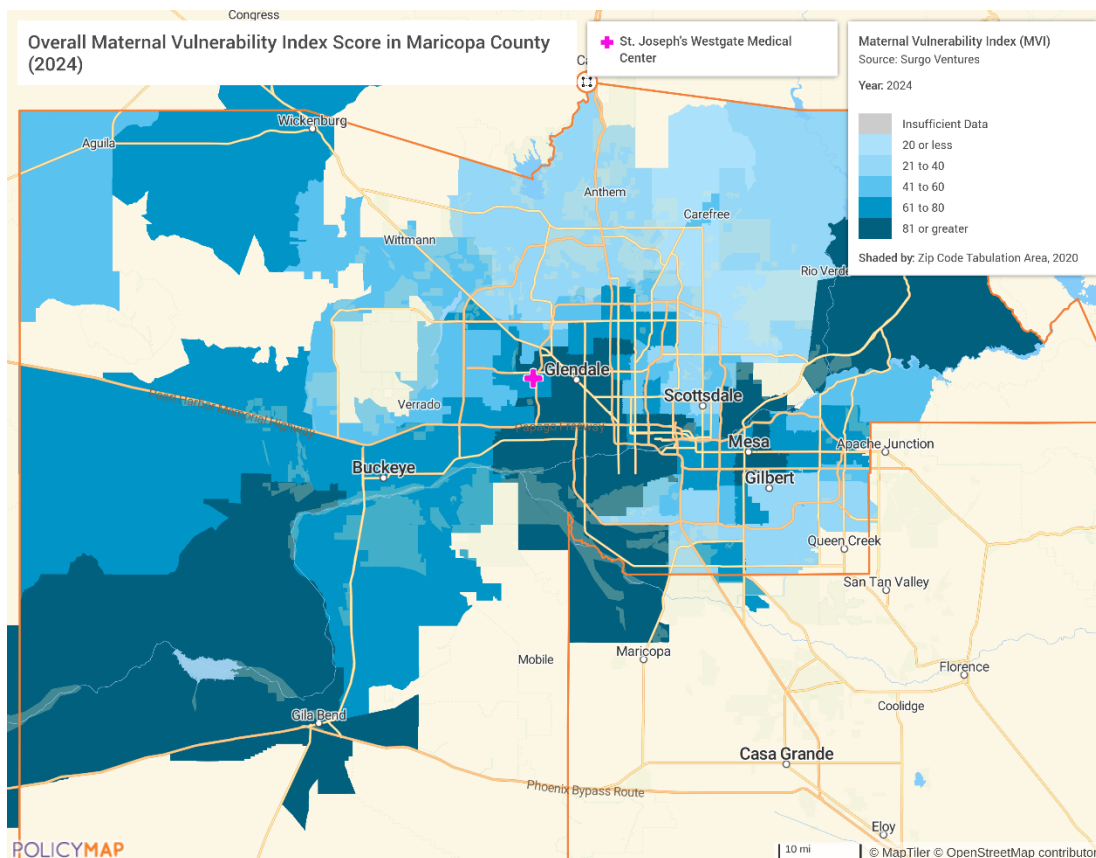 Congress
Overall Maternal Vulnerability Index Score in Maricopa County
(2024)
St. Joseph's Westgate Medical
Center
Maternal Vulnerability Index (MVI)
Source: Surgo Ventures
Year: 2024
Insufficient Data
20 or less
21 to 40
41 to 60
61 to 80
81 or greater
Shaded by: Zip Code Tabulation Area, 2020
Ca
Wickenburg
Aguila
Anthem
Carefree
Wittmann
Rio Verde
Glendale
Scottsdale
Verrado
Papago Freeway
Mesa
Apache Junction
Buckeye
Gilbert
Queen Creek
San Tan Valley
Maricopa
Mobile
Florence
Coolidge
Gila Bend
Casa Grande
Phoenix Bypass Route
Eloy
POLICYMAP
10 mi
© MapTiler © OpenStreetMap contributor